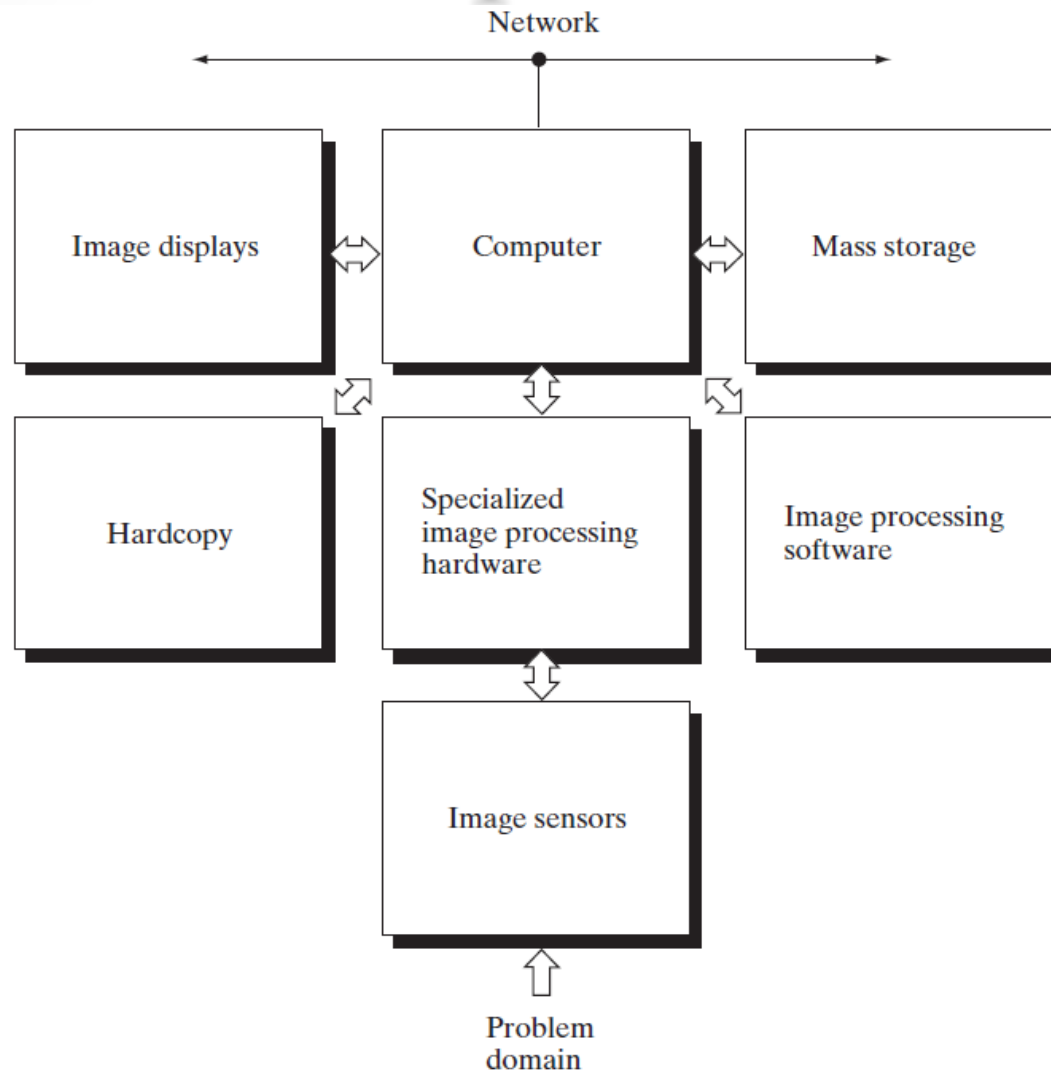 Network
Image displays
Computer
Mass storage
Hardcopy
Specialized
image processing
hardware
Image processing
software
Image sensors
Problem
domain